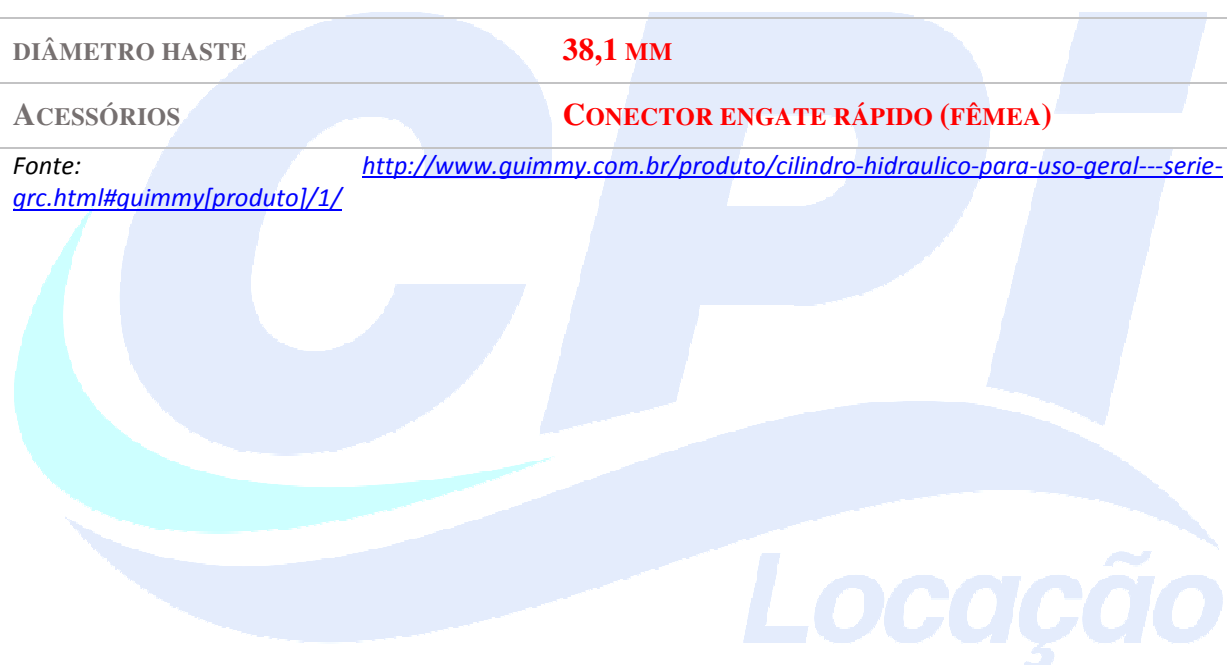 DIÂMETRO HASTE 38,1 MM
ACESSÓRIOS CONECTOR ENGATE RÁPIDO (FÊMEA)
Fonte: http://www.guimmy.com.br/produto/cilindro-hidraulico-para-uso-geral---serie-
grc.html#guimmy[produto]/1/
CPi
Locação